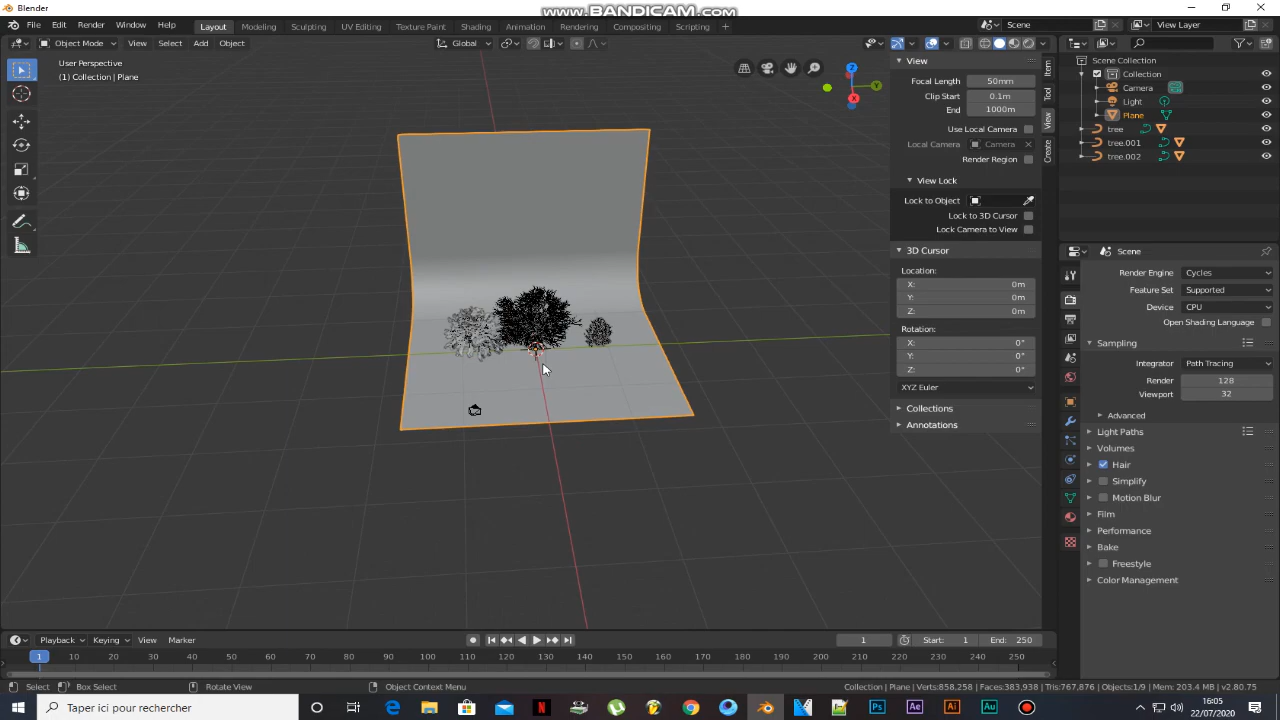 Blender
www.BANDICAM.com
File Edit Render Window Help
Layout Modeling Sculpting UV Editing Texture Paint Shading Animation Rendering Compositing Scripting +
Scene
View Layer
Object Mode View Select Add Object
Global
User Perspective
(1) Collection | Plane
Z
Y
X
View
Focal Length 50mm
Clip Start 0.1m
End 1000m
Use Local Camera
Local Camera Camera
Render Region
View Lock
Lock to Object
Lock to 3D Cursor
Lock Camera to View
3D Cursor
Location:
X: 0m
Y: 0m
Z: 0m
Rotation:
X: 0°
Y: 0°
Z: 0°
XYZ Euler
Collections
Annotations
Item
Tool
View
Create
Scene Collection
Collection
Camera
Light
Plane
tree
tree.001
tree.002
Scene
Render Engine Cycles
Feature Set Supported
Device CPU
Open Shading Language
Sampling
Integrator Path Tracing
Render 128
Viewport 32
Advanced
Light Paths
Volumes
Hair
Simplify
Motion Blur
Film
Performance
Bake
Freestyle
Color Management
Playback Keying View Marker
1 Start: 1 End: 250
1 10 20 30 40 50 60 70 80 90 100 110 120 130 140 150 160 170 180 190 200 210 220 230 240 250
Select Box Select Rotate View Object Context Menu
Collection | Plane | Verts:858,258 | Faces:383,938 | Tris:767,876 | Objects:1/9 | Mem: 203.4 MB | v2.80.75
Taper ici pour rechercher
16:05
22/07/2020